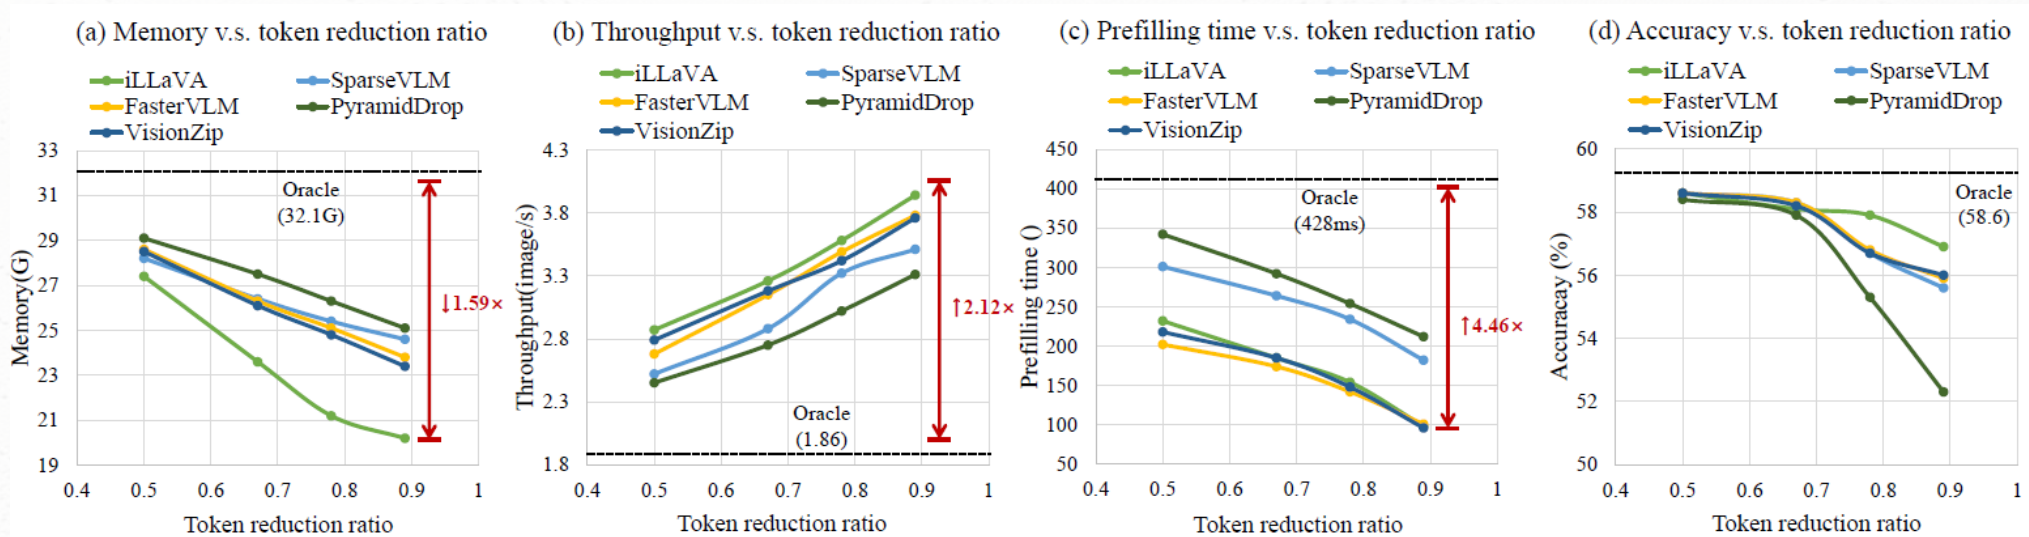 (a) Memory v.s. token reduction ratio
iLLaVA
SparseVLM
FasterVLM
PyramidDrop
VisionZip
33
31
29
27
25
23
21
19
Memory(G)
Oracle
(32.1G)
↓1.59×
0.4 0.5 0.6 0.7 0.8 0.9 1
Token reduction ratio
(b) Throughput v.s. token reduction ratio
iLLaVA
SparseVLM
FasterVLM
PyramidDrop
VisionZip
4.3
3.8
3.3
2.8
2.3
1.8
Throughput(image/s)
Oracle
(1.86)
↑2.12×
0.4 0.5 0.6 0.7 0.8 0.9 1
Token reduction ratio
(c) Prefilling time v.s. token reduction ratio
iLLaVA
SparseVLM
FasterVLM
PyramidDrop
VisionZip
450
400
350
300
250
200
150
100
50
Prefilling time ()
Oracle
(428ms)
↑4.46×
0.4 0.5 0.6 0.7 0.8 0.9 1
Token reduction ratio
(d) Accuracy v.s. token reduction ratio
iLLaVA
SparseVLM
FasterVLM
PyramidDrop
VisionZip
60
58
56
54
52
50
Accuracay (%)
Oracle
(58.6)
0.4 0.5 0.6 0.7 0.8 0.9 1
Token reduction ratio